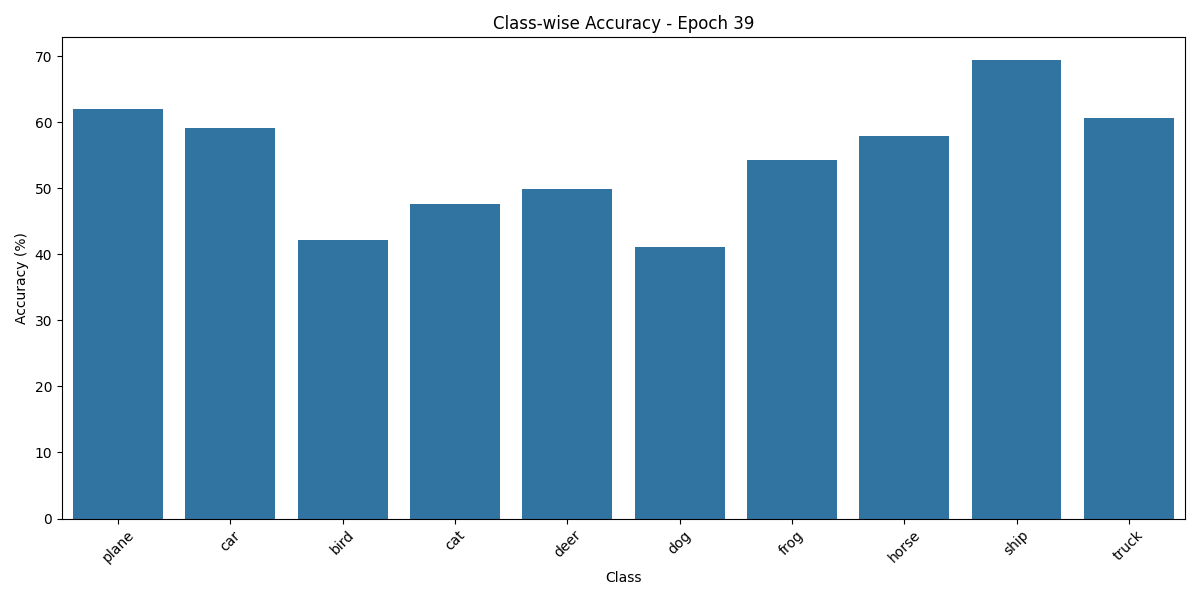 Class-wise Accuracy - Epoch 39
Accuracy (%)
70
60
50
40
30
20
10
0
plane
car
bird
cat
deer
dog
frog
horse
ship
truck
Class